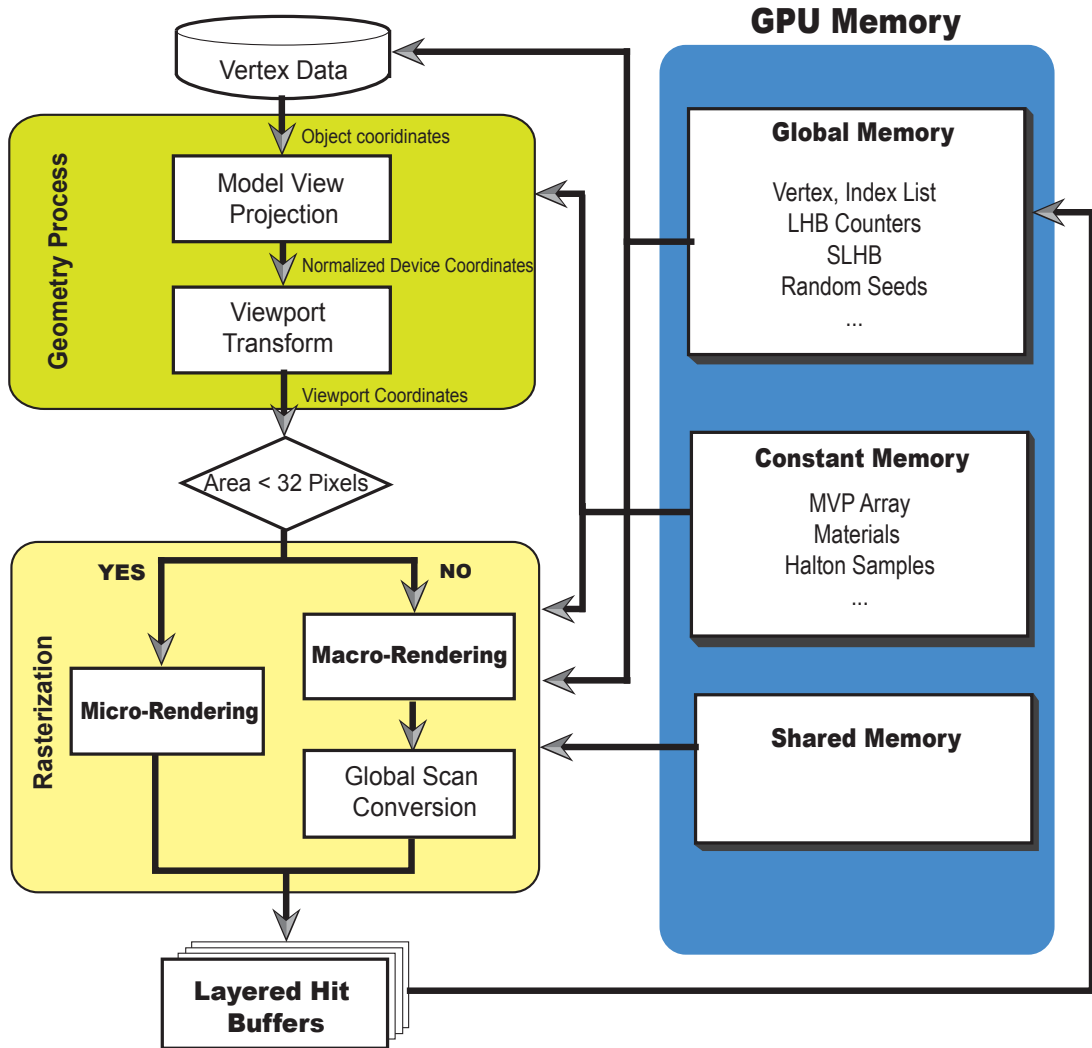 GPU Memory
Vertex Data
Object cooridinates
Geometry Process
Model View
Projection
Normalized Device Coordinates
Viewport
Transform
Viewport Coordinates
Area < 32 Pixels
Rasterization
YES
NO
Macro-Rendering
Micro-Rendering
Global Scan
Conversion
Layered Hit
Buffers
Global Memory
Vertex, Index List
LHB Counters
SLHB
Random Seeds
...
Constant Memory
MVP Array
Materials
Halton Samples
...
Shared Memory